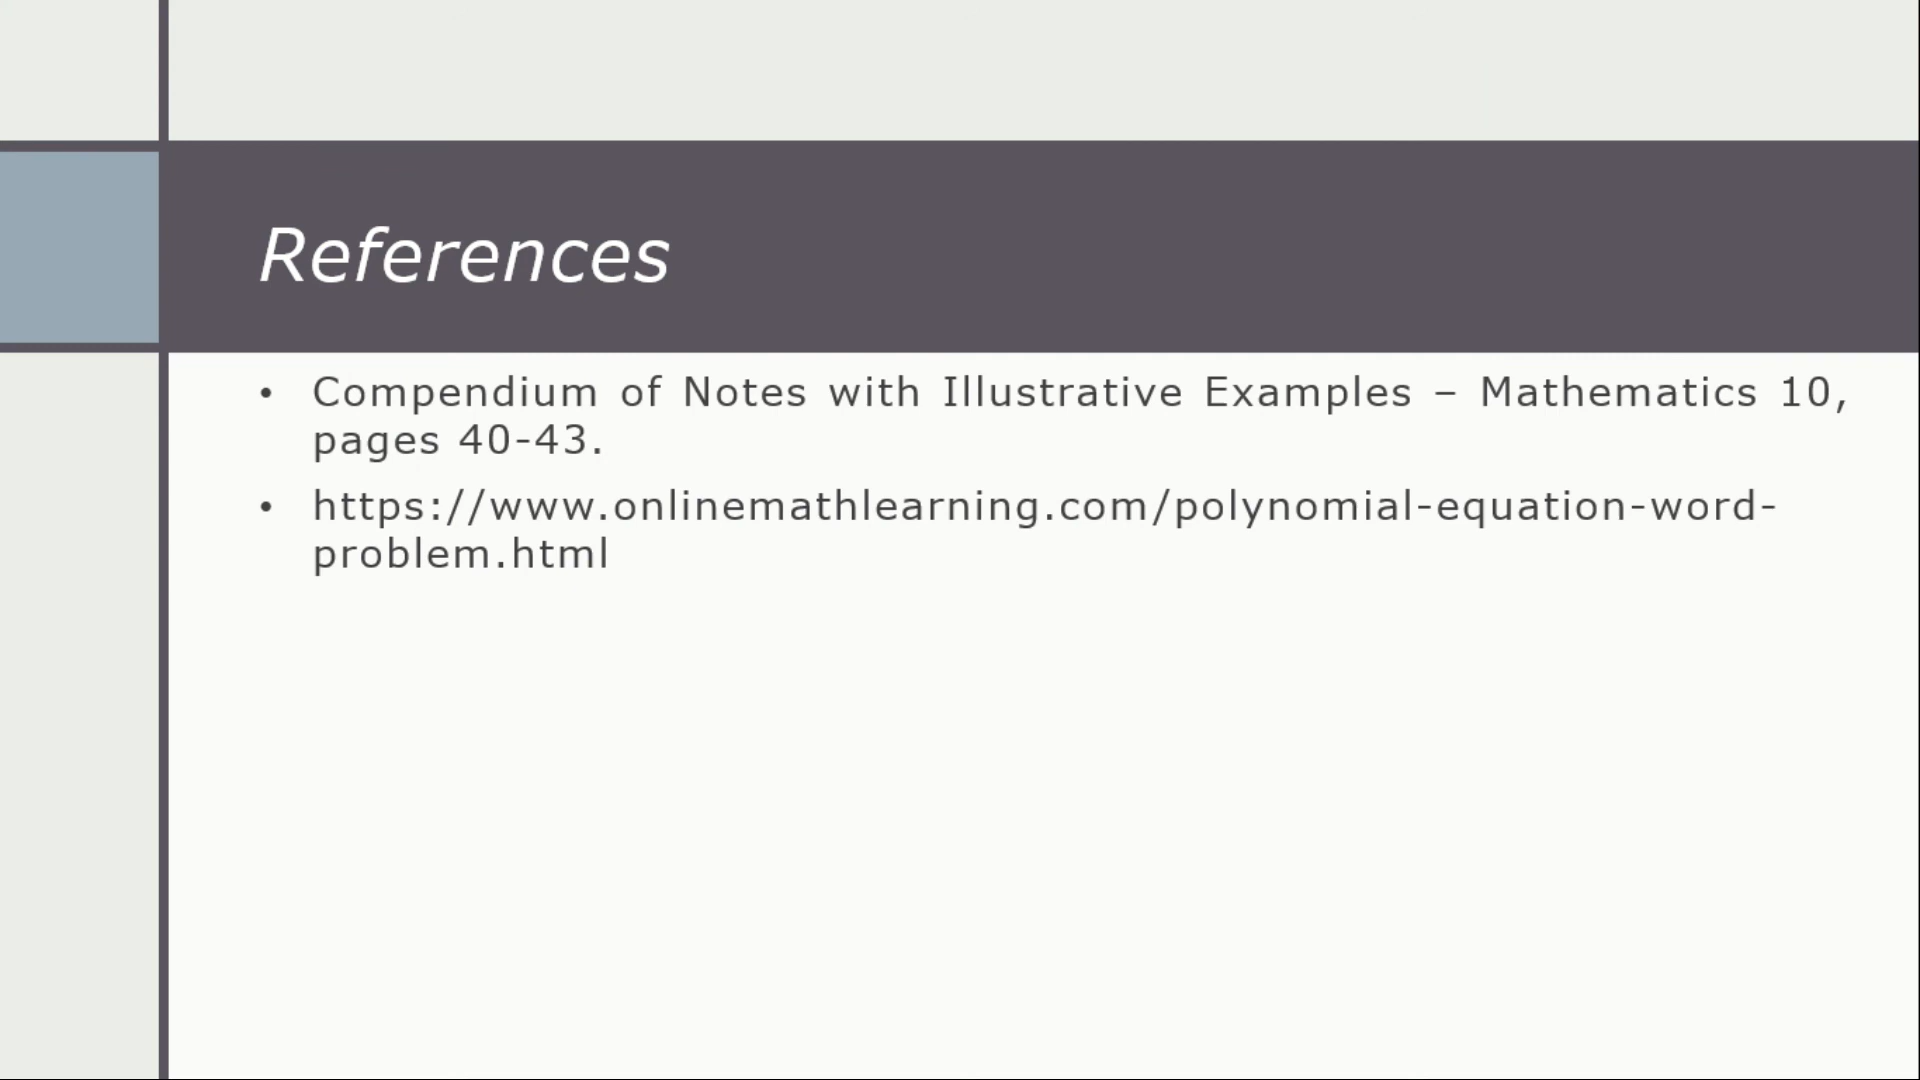 References
• Compendium of Notes with Illustrative Examples – Mathematics 10,
pages 40-43.
• https://www.onlinemathlearning.com/polynomial-equation-word-
problem.html